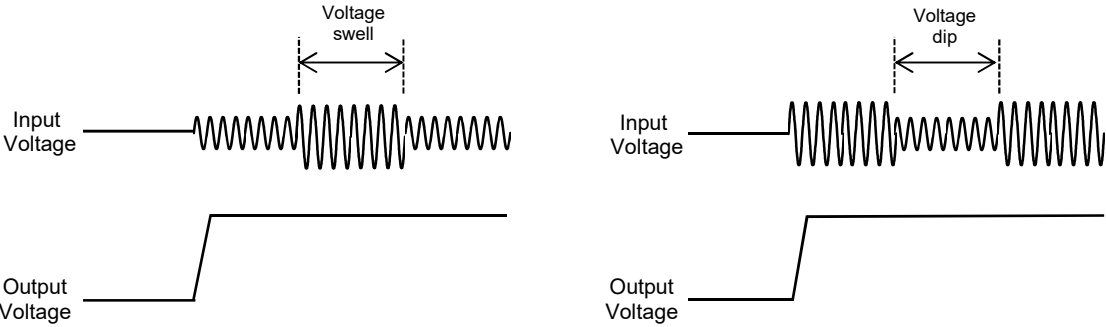 Voltage
swell
Input
Voltage
Output
Voltage
Voltage
dip
Input
Voltage
Output
Voltage